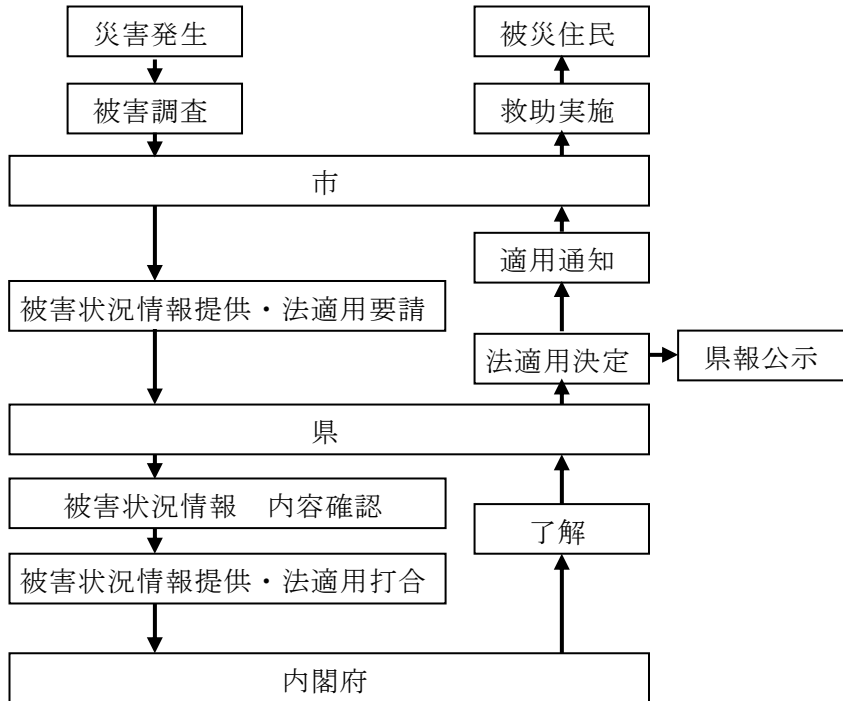 災害発生
被災住民
被害調査
救助実施
市
適用通知
被害状況情報提供・法適用要請
法適用決定
県報公示
県
被害状況情報　内容確認
了解
被害状況情報提供・法適用打合
内閣府